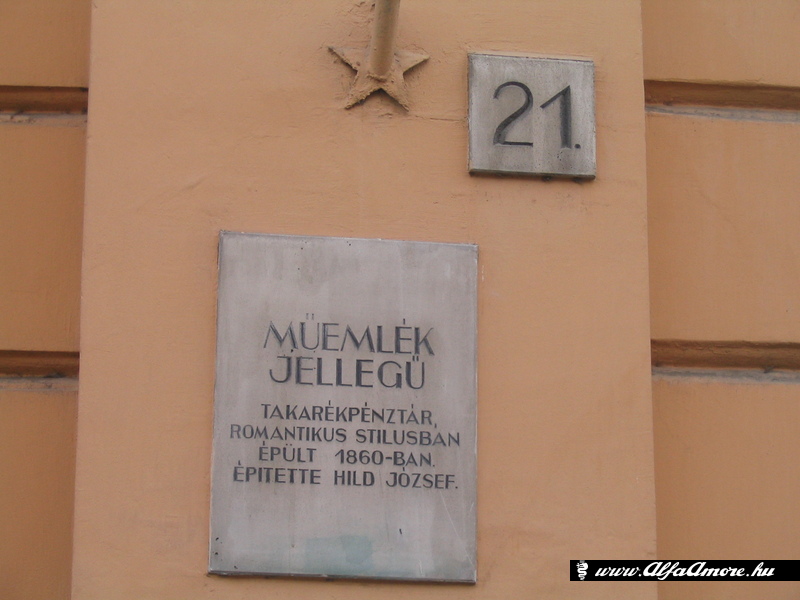 21.
MŰEMLÉK
JELLEGŰ
TAKARÉKPÉNZTÁR,
ROMANTIKUS STILUSBAN
ÉPÜLT 1860-BAN.
ÉPITETTE HILD JÓZSEF.
www.AlfaAmore.hu